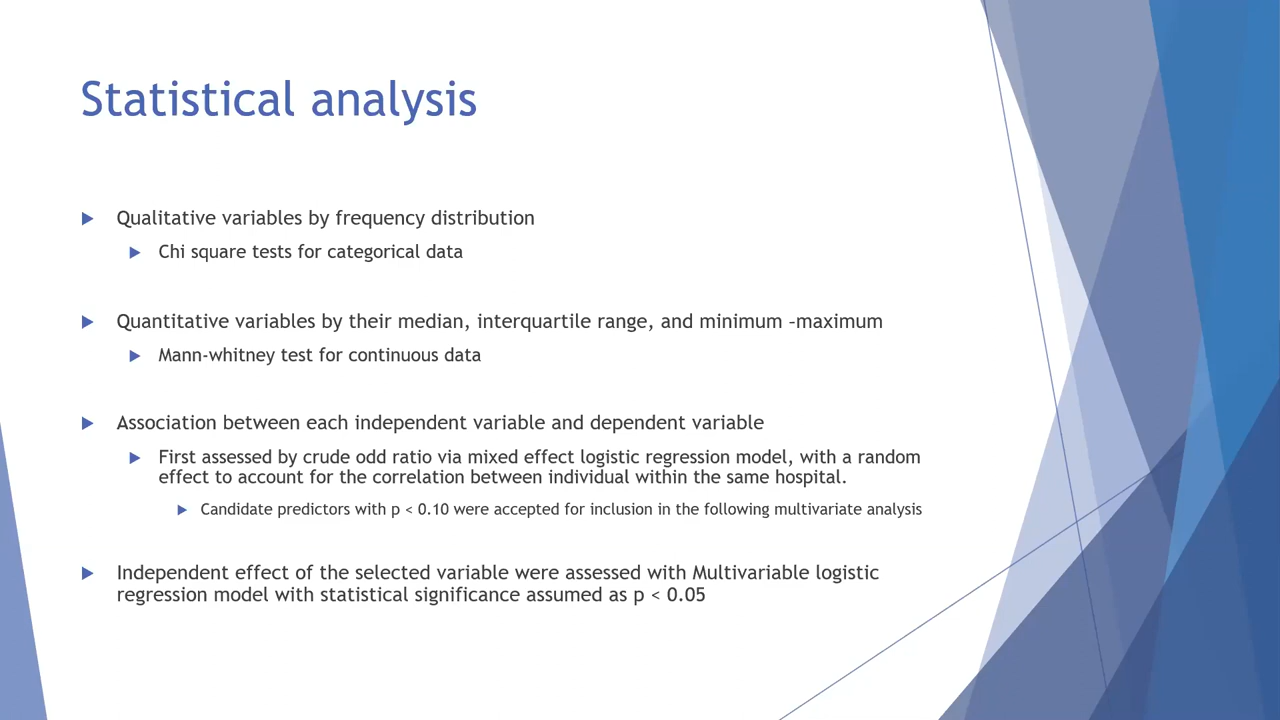 Statistical analysis
Qualitative variables by frequency distribution
Chi square tests for categorical data
Quantitative variables by their median, interquartile range, and minimum –maximum
Mann-whitney test for continuous data
Association between each independent variable and dependent variable
First assessed by crude odd ratio via mixed effect logistic regression model, with a random
effect to account for the correlation between individual within the same hospital.
Candidate predictors with p < 0.10 were accepted for inclusion in the following multivariate analysis
Independent effect of the selected variable were assessed with Multivariable logistic
regression model with statistical significance assumed as p < 0.05